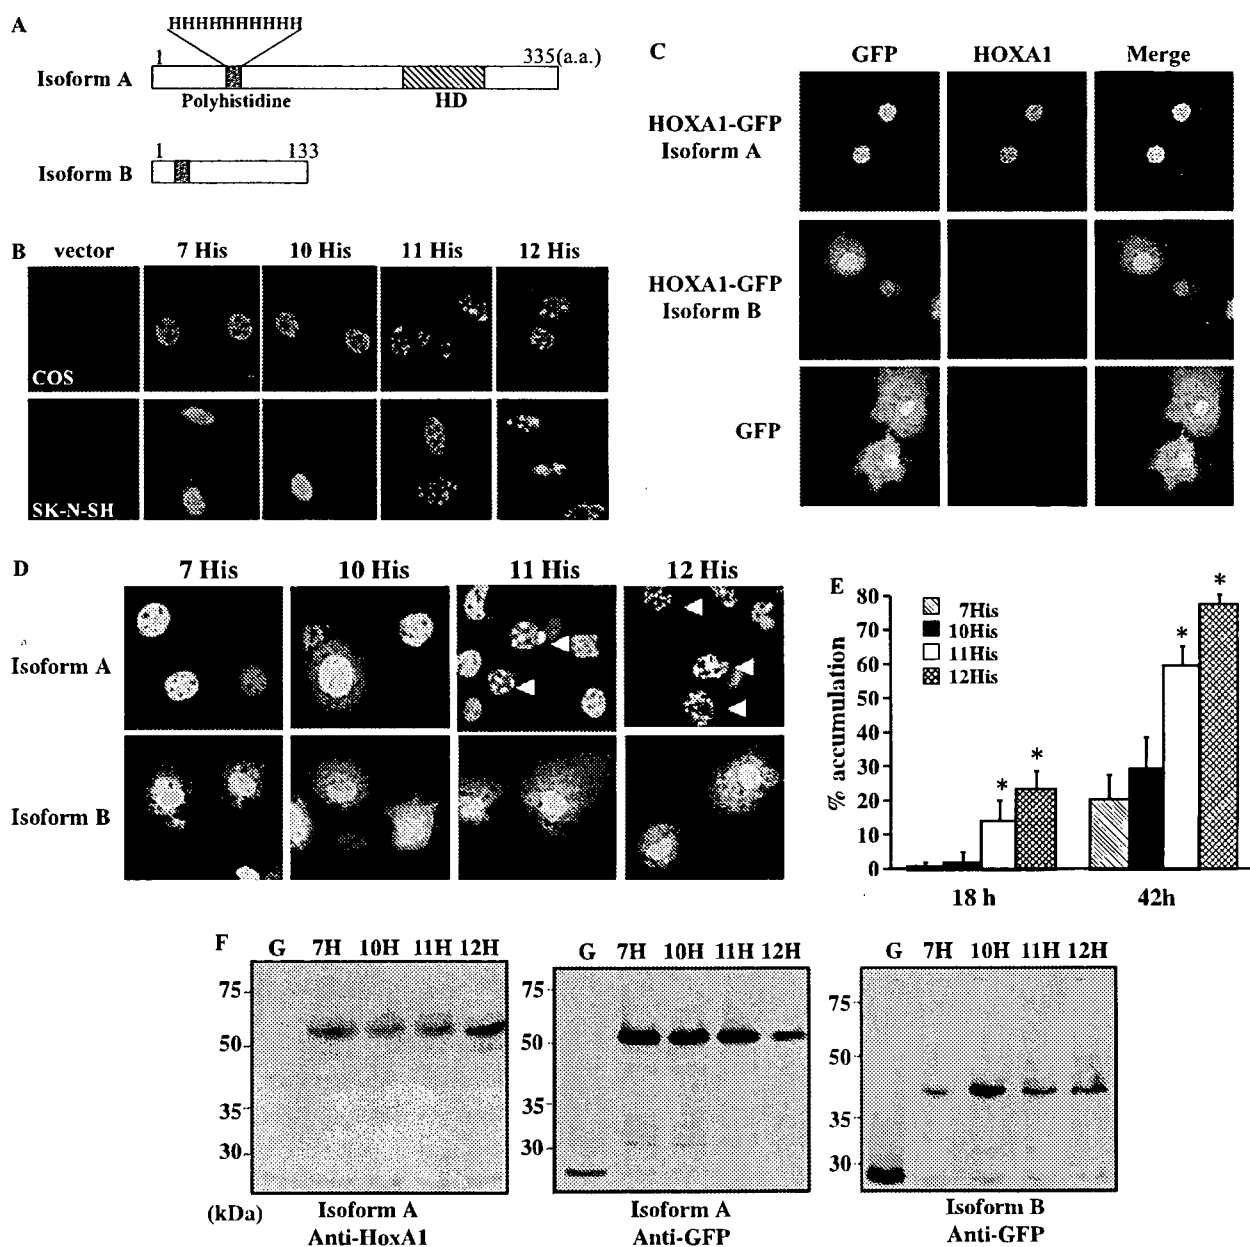 A
HHHHHHHHHH
1 335(a.a.)
Isoform A
Polyhistidine HD
1 133
Isoform B
B vector 7 His 10 His 11 His 12 His
COS
SK-N-SH
C GFP HOXA1 Merge
HOXA1-GFP
Isoform A
HOXA1-GFP
Isoform B
GFP
D 7 His 10 His 11 His 12 His
Isoform A
Isoform B
E
% accumulation
80
70
60
50
40
30
20
10
0
7His
10His
11His
12His
* * * *
18 h 42h
F G 7H 10H 11H 12H
75
50
35
30
(kDa)
Isoform A
Anti-HoxA1
G 7H 10H 11H 12H
75
50
35
30
Isoform A
Anti-GFP
G 7H 10H 11H 12H
75
50
35
30
Isoform B
Anti-GFP